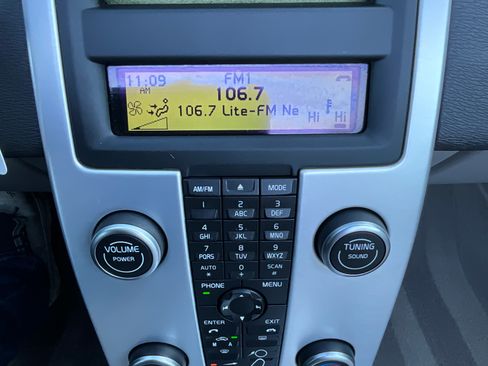 11:09 FM1
AM 106.7
106.7 Lite-FM Ne
Hi Hi
AM/FM MODE
1 2 ABC 3 DEF
4 GHI 5 JKL 6 MNO
7 PQRS 8 TUV 9 WXYZ
AUTO * 0 + SCAN #
VOLUME
POWER
TUNING
SOUND
PHONE MENU
ENTER EXIT
M A